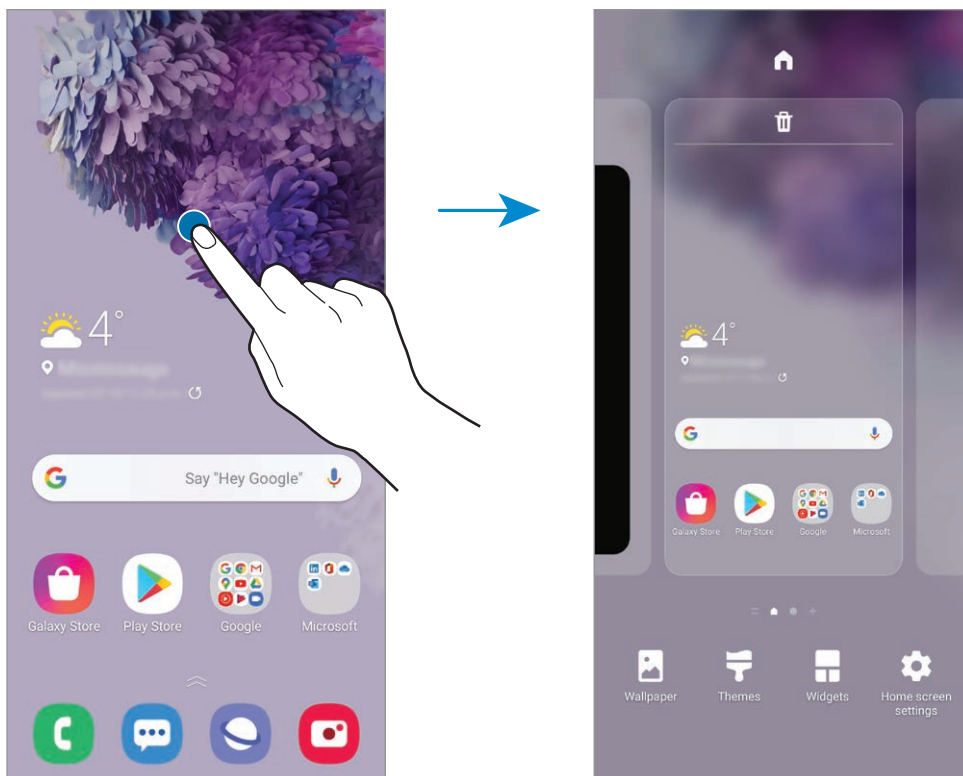 4°
Say "Hey Google"
Galaxy Store
Play Store
Google
Microsoft
4°
Galaxy Store
Play Store
Google
Microsoft
Wallpaper
Themes
Widgets
Home screen
settings